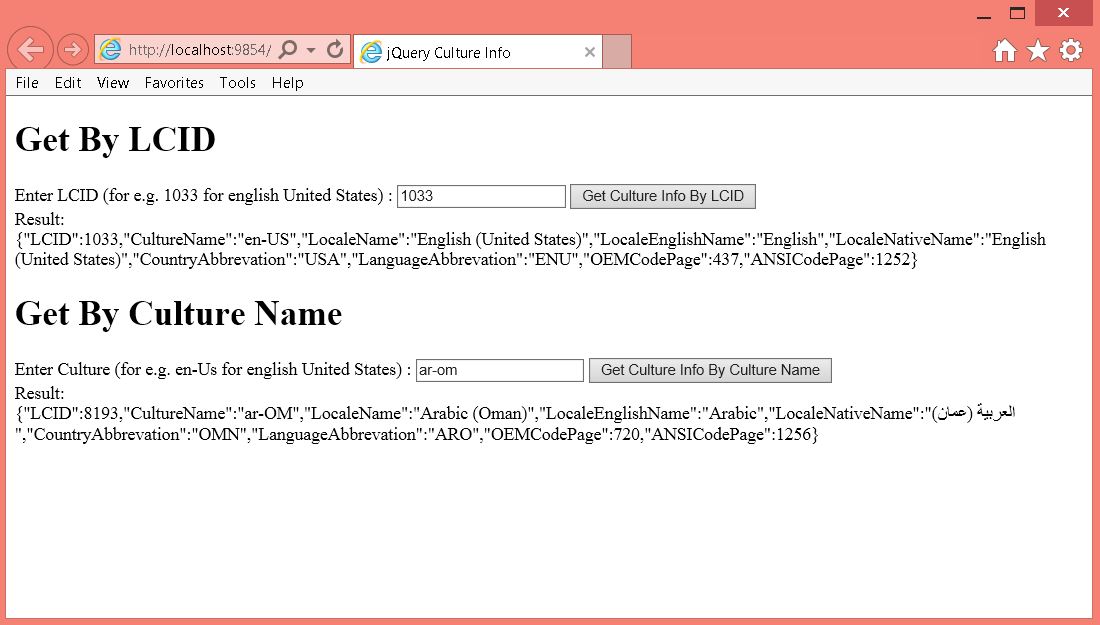 http://localhost:9854/
jQuery Culture Info
File Edit View Favorites Tools Help
Get By LCID
Enter LCID (for e.g. 1033 for english United States) : 1033 Get Culture Info By LCID
Result:
{"LCID":1033,"CultureName":"en-US","LocaleName":"English (United States)","LocaleEnglishName":"English","LocaleNativeName":"English
(United States)","CountryAbbrevation":"USA","LanguageAbbrevation":"ENU","OEMCodePage":437,"ANSICodePage":1252}
Get By Culture Name
Enter Culture (for e.g. en-Us for english United States) : ar-om Get Culture Info By Culture Name
Result:
{"LCID":8193,"CultureName":"ar-OM","LocaleName":"Arabic (Oman)","LocaleEnglishName":"Arabic","LocaleNativeName":"العربية (عمان)
","CountryAbbrevation":"OMN","LanguageAbbrevation":"ARO","OEMCodePage":720,"ANSICodePage":1256}